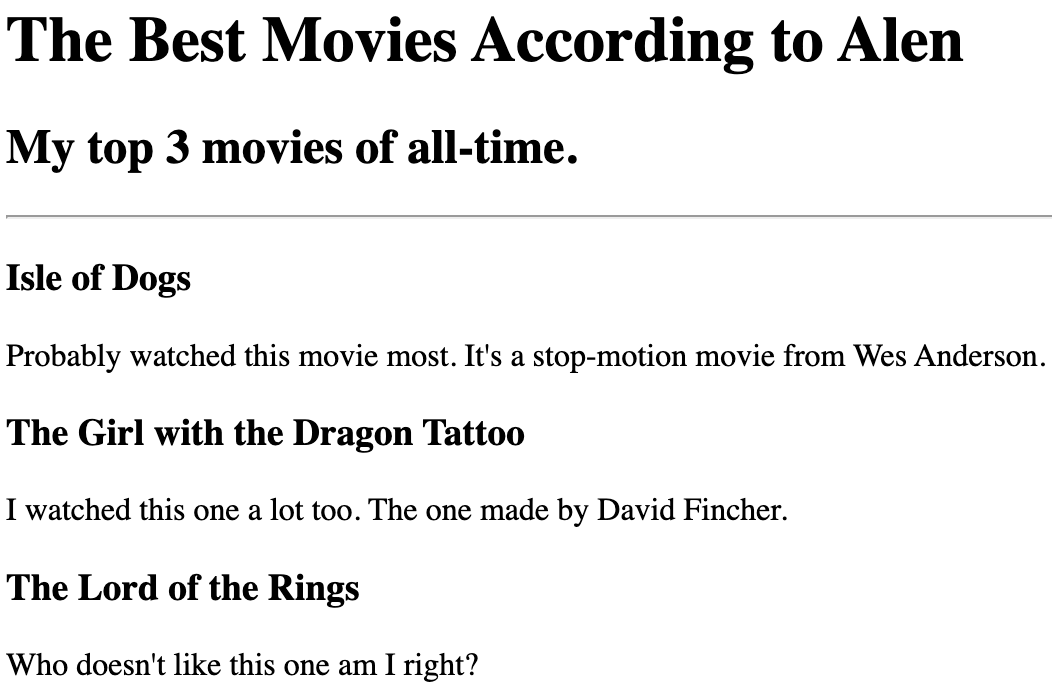 The Best Movies According to Alen
My top 3 movies of all-time.
Isle of Dogs
Probably watched this movie most. It's a stop-motion movie from Wes Anderson.
The Girl with the Dragon Tattoo
I watched this one a lot too. The one made by David Fincher.
The Lord of the Rings
Who doesn't like this one am I right?